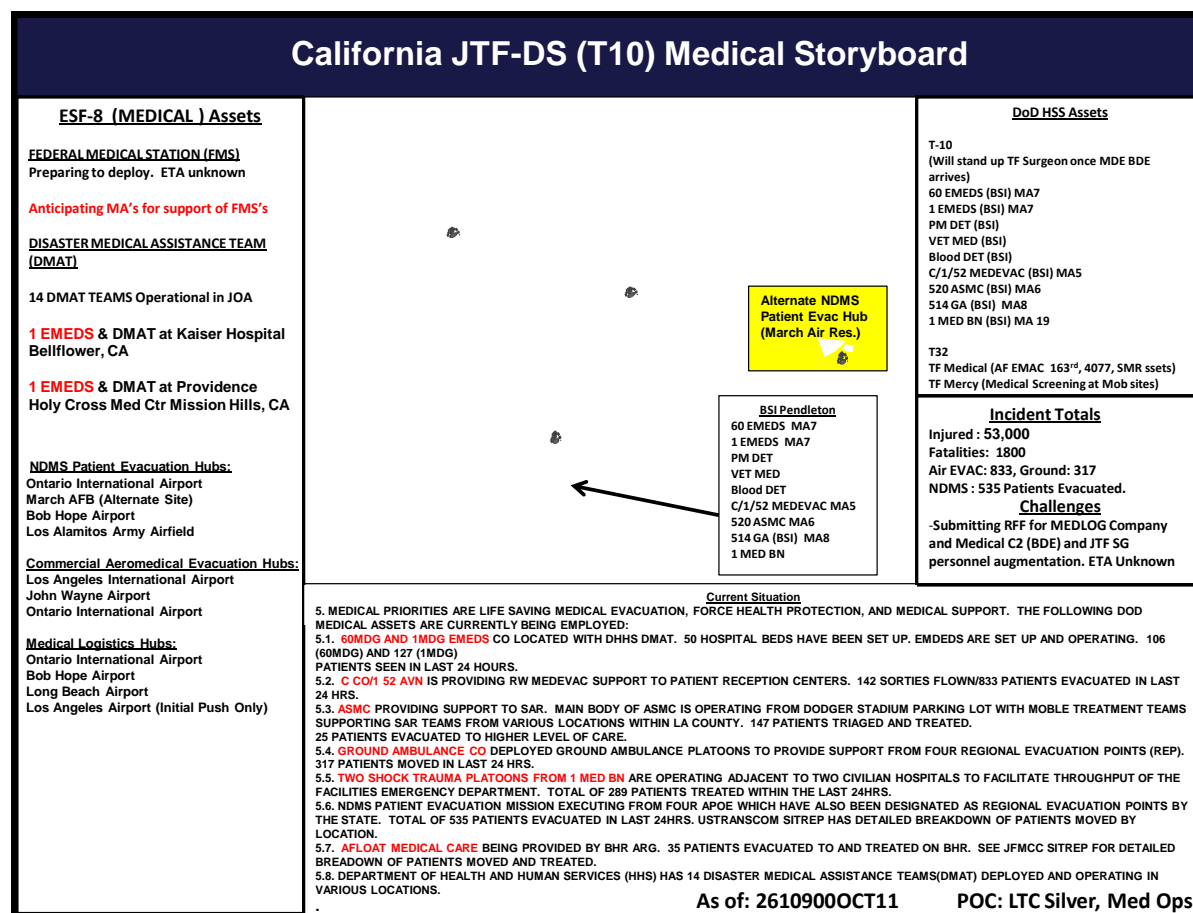 California JTF-DS (T10) Medical Storyboard
ESF-8 (MEDICAL ) Assets
FEDERAL MEDICAL STATION (FMS)
Preparing to deploy. ETA unknown
Anticipating MA's for support of FMS's
DISASTER MEDICAL ASSISTANCE TEAM
(DMAT)
14 DMAT TEAMS Operational in JOA
1 EMEDS & DMAT at Kaiser Hospital
Bellflower, CA
1 EMEDS & DMAT at Providence
Holy Cross Med Ctr Mission Hills, CA
NDMS Patient Evacuation Hubs:
Ontario International Airport
March AFB (Alternate Site)
Bob Hope Airport
Los Alamitos Army Airfield
Commercial Aeromedical Evacuation Hubs:
Los Angeles International Airport
John Wayne Airport
Ontario International Airport
Medical Logistics Hubs:
Ontario International Airport
Bob Hope Airport
Long Beach Airport
Los Angeles Airport (Initial Push Only)
Alternate NDMS
Patient Evac Hub
(March Air Res.)
BSI Pendleton
60 EMEDS MA7
1 EMEDS MA7
PM DET
VET MED
Blood DET
C/1/52 MEDEVAC MA5
520 ASMC MA6
514 GA (BSI) MA8
1 MED BN
DoD HSS Assets
T-10
(Will stand up TF Surgeon once MDE BDE
arrives)
60 EMEDS (BSI) MA7
1 EMEDS (BSI) MA7
PM DET (BSI)
VET MED (BSI)
Blood DET (BSI)
C/1/52 MEDEVAC (BSI) MA5
520 ASMC (BSI) MA6
514 GA (BSI) MA8
1 MED BN (BSI) MA 19
T32
TF Medical (AF EMAC 163rd, 4077, SMR ssets)
TF Mercy (Medical Screening at Mob sites)
Incident Totals
Injured : 53,000
Fatalities: 1800
Air EVAC: 833, Ground: 317
NDMS : 535 Patients Evacuated.
Challenges
-Submitting RFF for MEDLOG Company
and Medical C2 (BDE) and JTF SG
personnel augmentation. ETA Unknown
Current Situation
5. MEDICAL PRIORITIES ARE LIFE SAVING MEDICAL EVACUATION, FORCE HEALTH PROTECTION, AND MEDICAL SUPPORT. THE FOLLOWING DOD
MEDICAL ASSETS ARE CURRENTLY BEING EMPLOYED:
5.1. 60MDG AND 1MDG EMEDS CO LOCATED WITH DHHS DMAT. 50 HOSPITAL BEDS HAVE BEEN SET UP. EMDEDS ARE SET UP AND OPERATING. 106
(60MDG) AND 127 (1MDG)
PATIENTS SEEN IN LAST 24 HOURS.
5.2. C CO/1 52 AVN IS PROVIDING RW MEDEVAC SUPPORT TO PATIENT RECEPTION CENTERS. 142 SORTIES FLOWN/833 PATIENTS EVACUATED IN LAST
24 HRS.
5.3. ASMC PROVIDING SUPPORT TO SAR. MAIN BODY OF ASMC IS OPERATING FROM DODGER STADIUM PARKING LOT WITH MOBLE TREATMENT TEAMS
SUPPORTING SAR TEAMS FROM VARIOUS LOCATIONS WITHIN LA COUNTY. 147 PATIENTS TRIAGED AND TREATED.
25 PATIENTS EVACUATED TO HIGHER LEVEL OF CARE.
5.4. GROUND AMBULANCE CO DEPLOYED GROUND AMBULANCE PLATOONS TO PROVIDE SUPPORT FROM FOUR REGIONAL EVACUATION POINTS (REP).
317 PATIENTS MOVED IN LAST 24 HRS.
5.5. TWO SHOCK TRAUMA PLATOONS FROM 1 MED BN ARE OPERATING ADJACENT TO TWO CIVILIAN HOSPITALS TO FACILITATE THROUGHPUT OF THE
FACILITIES EMERGENCY DEPARTMENT. TOTAL OF 289 PATIENTS TREATED WITHIN THE LAST 24HRS.
5.6. NDMS PATIENT EVACUATION MISSION EXECUTING FROM FOUR APOE WHICH HAVE ALSO BEEN DESIGNATED AS REGIONAL EVACUATION POINTS BY
THE STATE. TOTAL OF 535 PATIENTS EVACUATED IN LAST 24HRS. USTRANSCOM SITREP HAS DETAILED BREAKDOWN OF PATIENTS MOVED BY
LOCATION.
5.7. AFLOAT MEDICAL CARE BEING PROVIDED BY BHR ARG. 35 PATIENTS EVACUATED TO AND TREATED ON BHR. SEE JFMCC SITREP FOR DETAILED
BREADOWN OF PATIENTS MOVED AND TREATED.
5.8. DEPARTMENT OF HEALTH AND HUMAN SERVICES (HHS) HAS 14 DISASTER MEDICAL ASSISTANCE TEAMS(DMAT) DEPLOYED AND OPERATING IN
VARIOUS LOCATIONS.
.
As of: 2610900OCT11 POC: LTC Silver, Med Ops